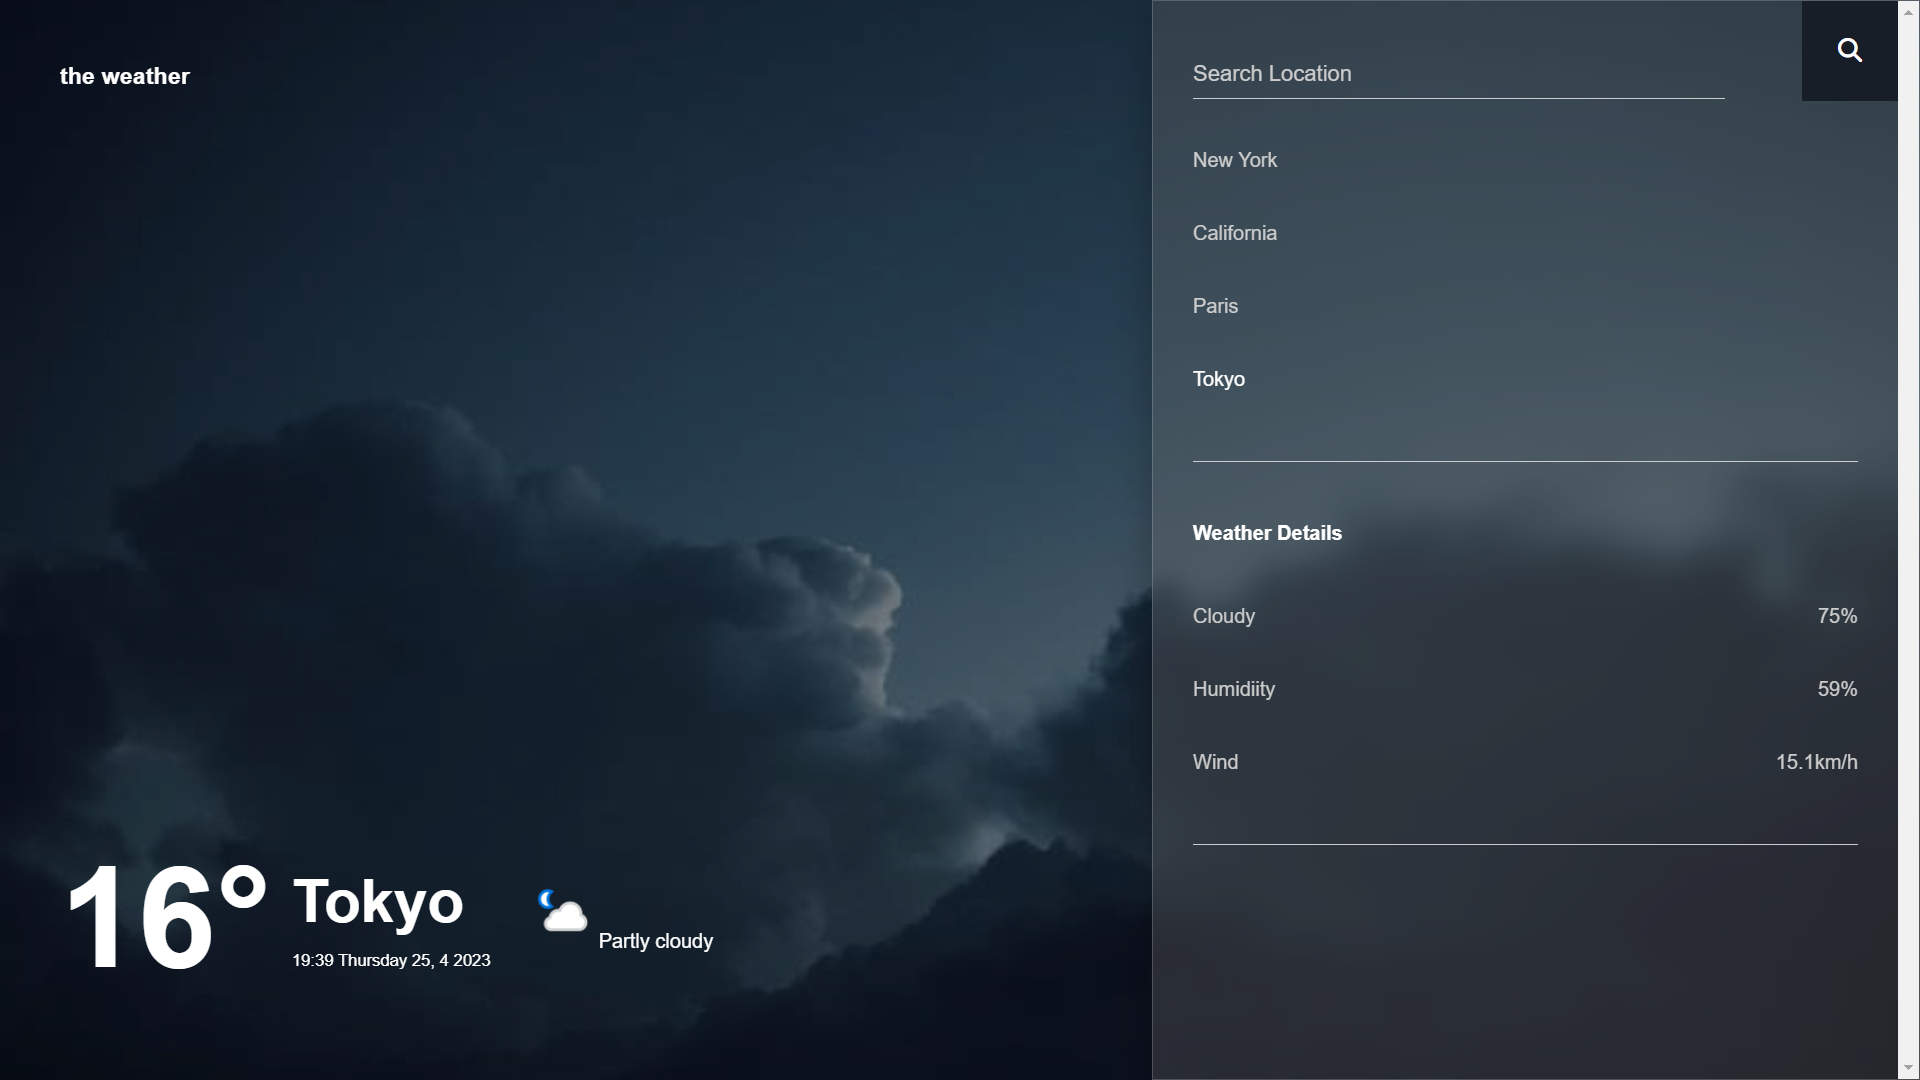 the weather
16° Tokyo
19:39 Thursday 25, 4 2023
Partly cloudy
Search Location
New York
California
Paris
Tokyo
Weather Details
Cloudy 75%
Humidiity 59%
Wind 15.1km/h